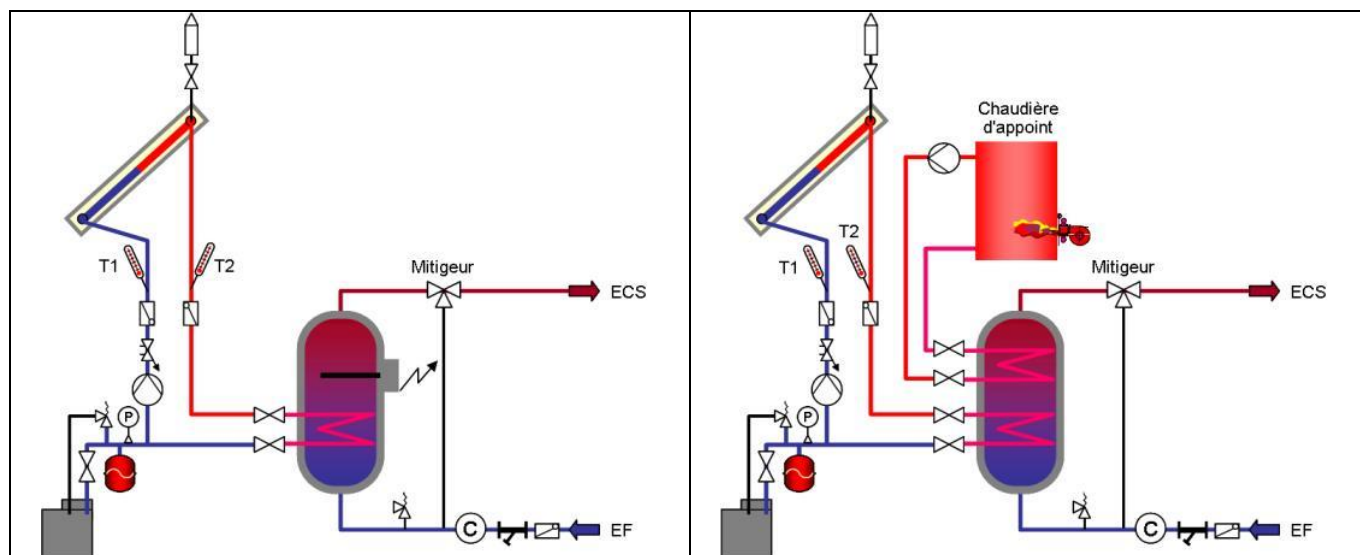 T1
T2
Mitigeur
ECS
P
C
EF
Chaudière
d'appoint
T2
T1
Mitigeur
ECS
P
C
EF